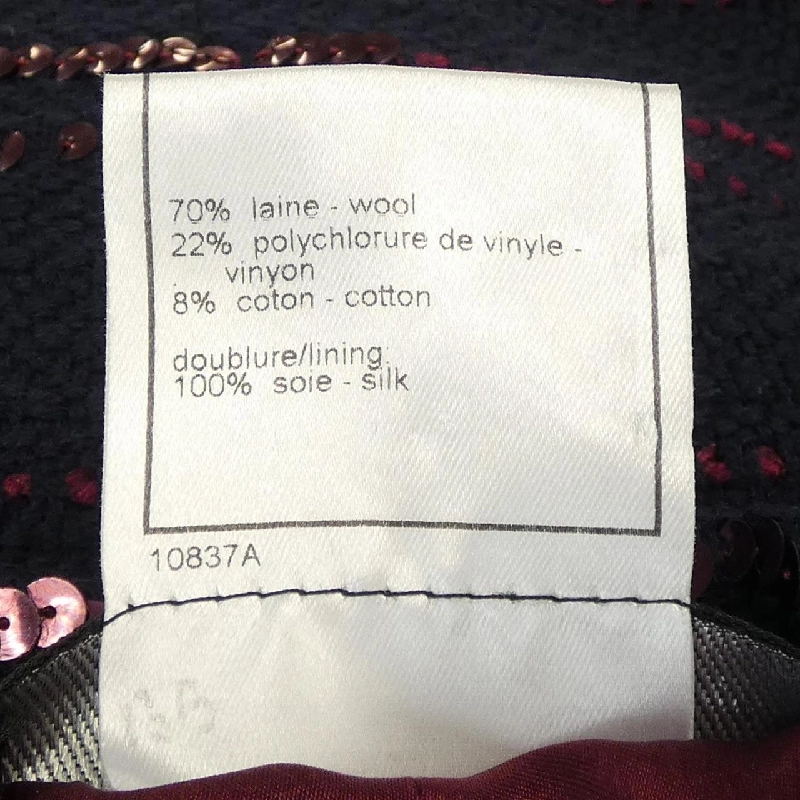 70% laine - wool
22% polychlorure de vinyle -
vinyon
8% coton - cotton
doublure/lining:
100% soie - silk
10837A